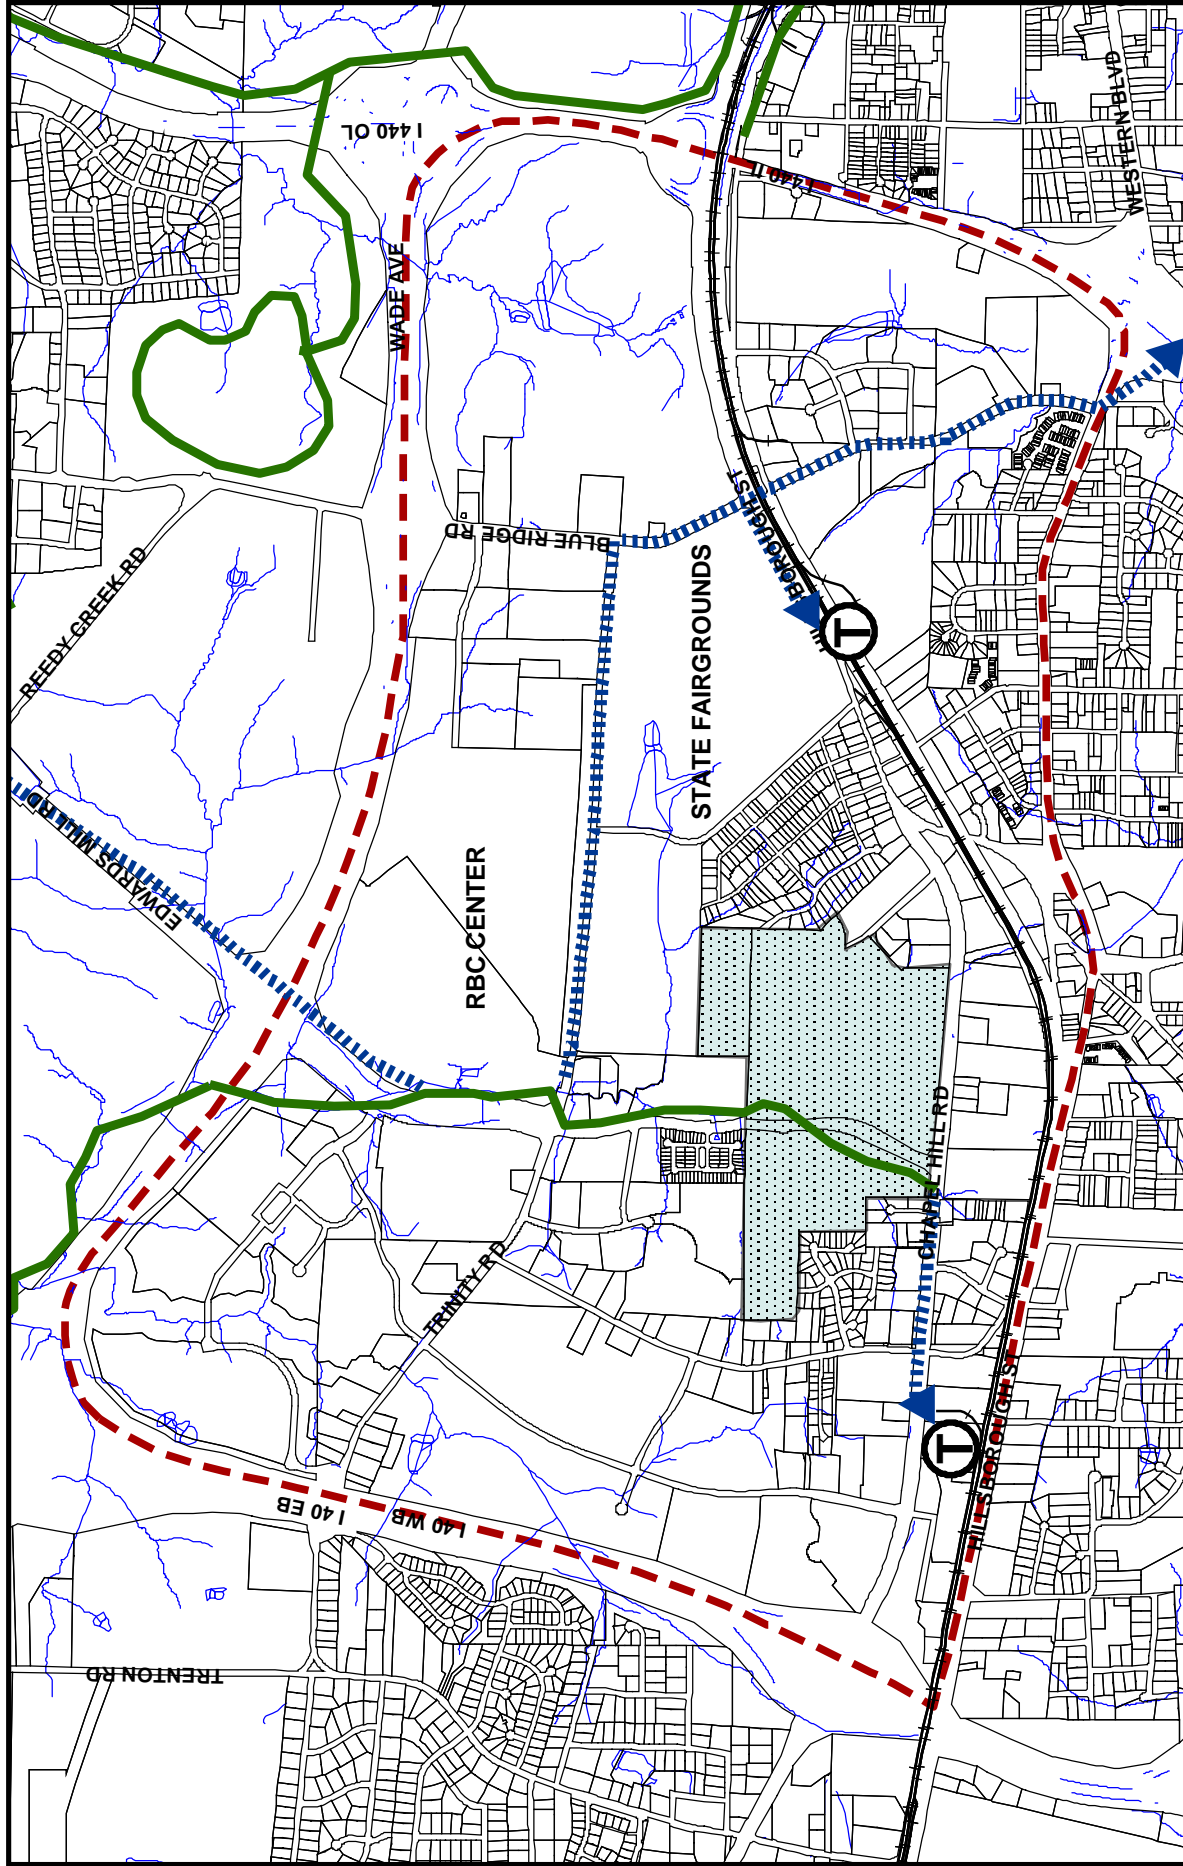 WESTERN BLVD
I 440 OL
I 440 IL
WADE AVE
BLUE RIDGE RD
BOROUGH ST
REEDY CREEK RD
STATE FAIRGROUNDS
T
EDWARDS MILL RD
RBC CENTER
CHAPEL HILL RD
TRINITY RD
T
HILLSBOROUGH ST
I 40 EB
I 40 WB
TRENTON RD